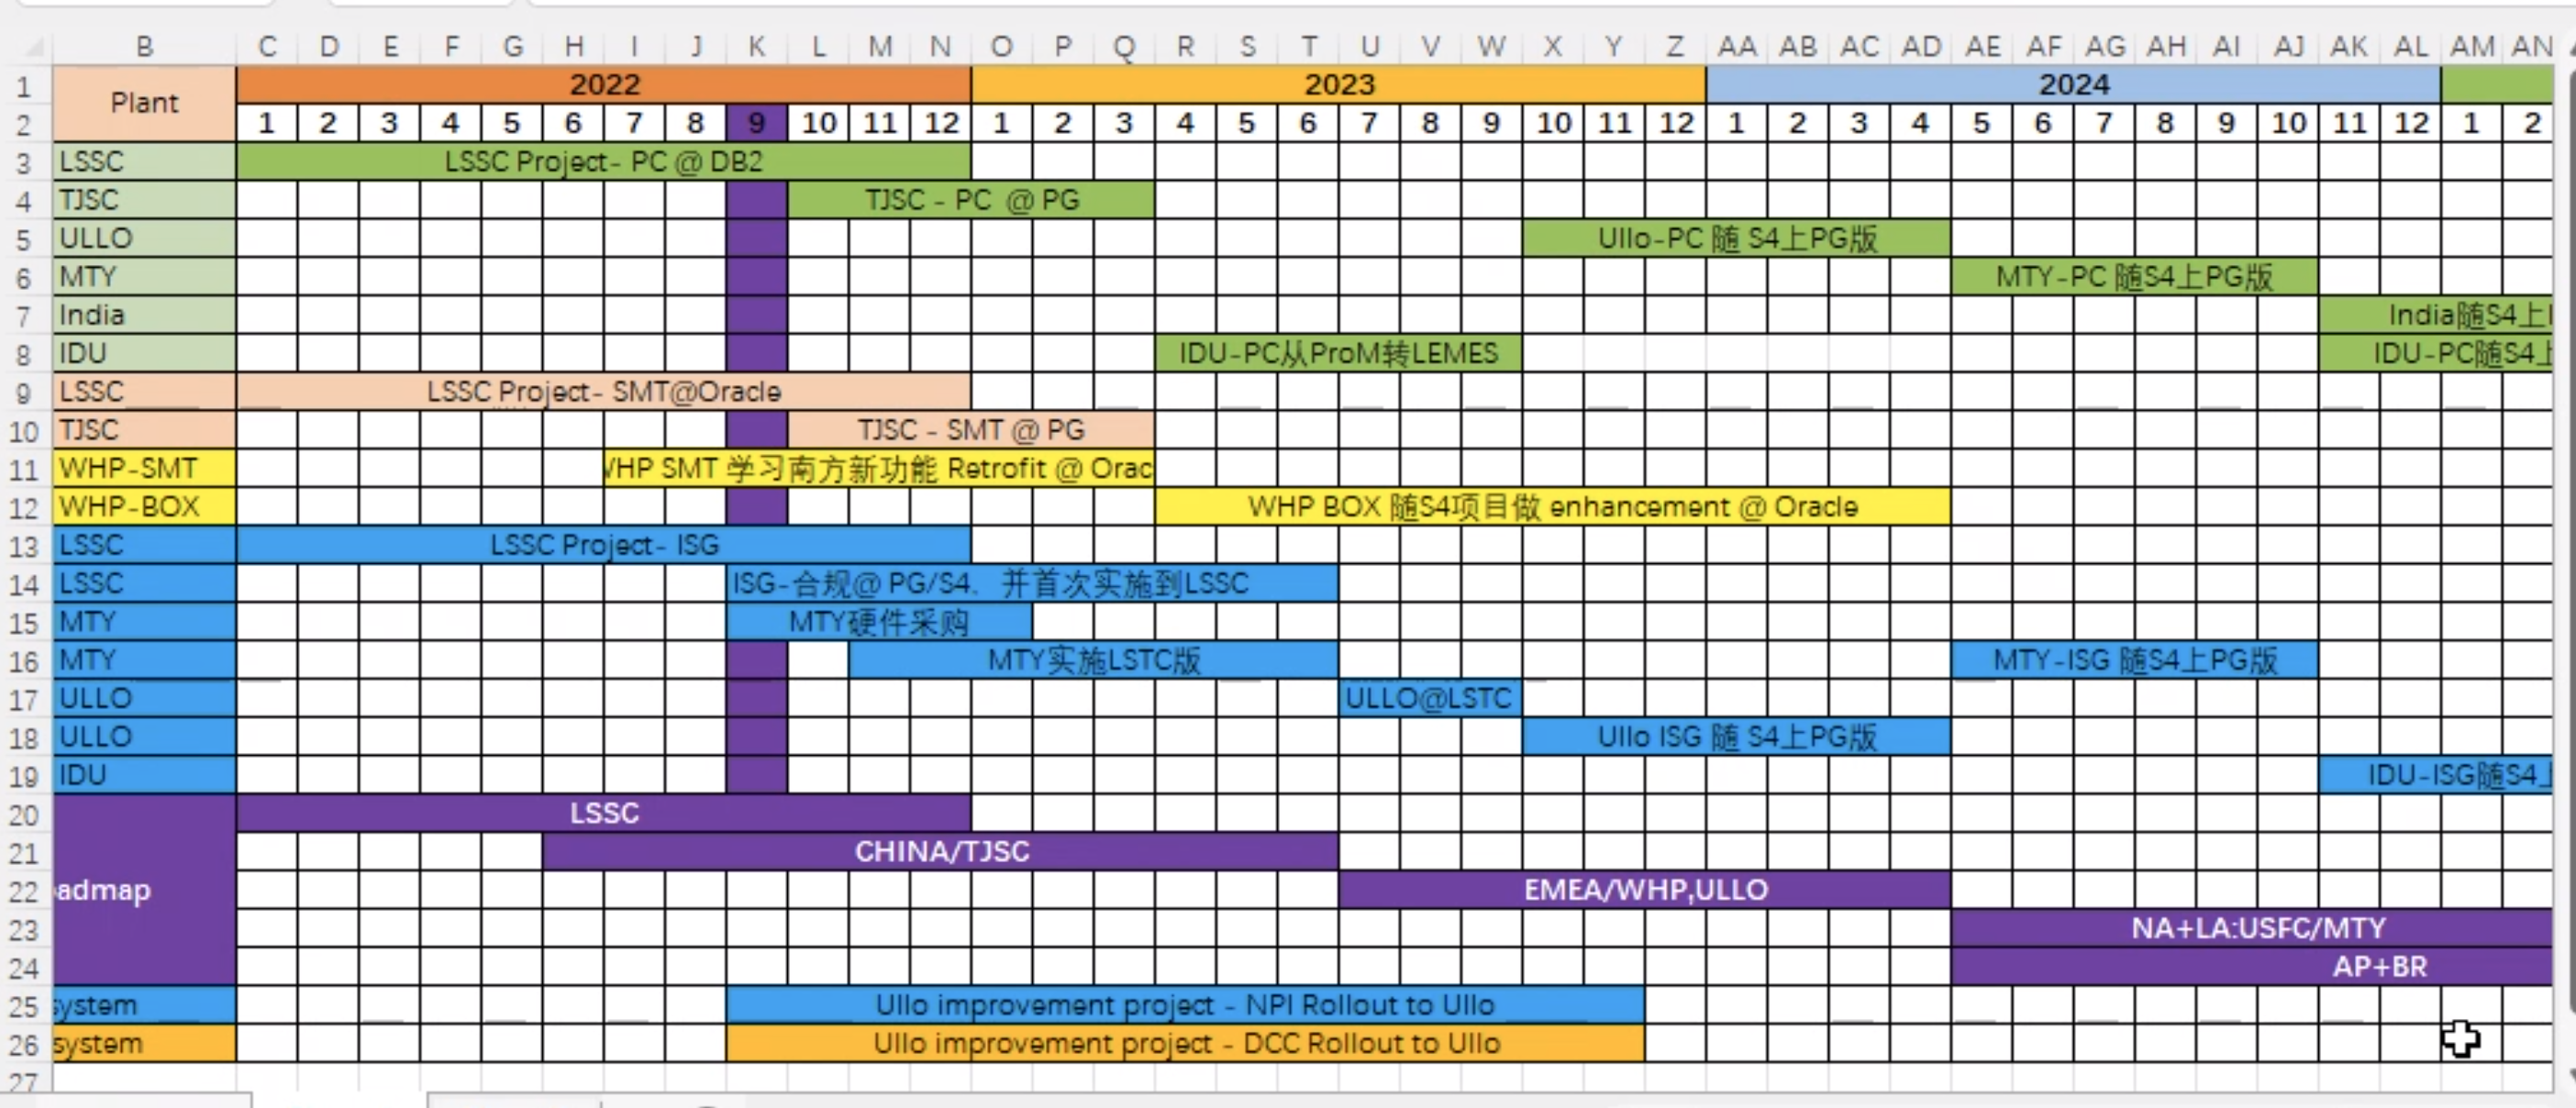 B C D E F G H I J K L M N O P Q R S T U V W X Y Z AA AB AC AD AE AF AG AH AI AJ AK AL AM AN
1 Plant 2022 2023 2024
2 1 2 3 4 5 6 7 8 9 10 11 12 1 2 3 4 5 6 7 8 9 10 11 12 1 2 3 4 5 6 7 8 9 10 11 12 1 2
3 LSSC LSSC Project- PC @ DB2
4 TJSC TJSC - PC @ PG
5 ULLO Ullo-PC 随 S4上PG版
6 MTY MTY-PC 随S4上PG版
7 India India随S4上
8 IDU IDU-PC从ProM转LEMES IDU-PC随S4上
9 LSSC LSSC Project- SMT@Oracle
10 TJSC TJSC - SMT @ PG
11 WHP-SMT WHP SMT 学习南方新功能 Retrofit @ Orac
12 WHP-BOX WHP BOX 随S4项目做 enhancement @ Oracle
13 LSSC LSSC Project- ISG
14 LSSC ISG-合规@ PG/S4、并首次实施到LSSC
15 MTY MTY硬件采购
16 MTY MTY实施LSTC版 MTY-ISG 随S4上PG版
17 ULLO ULLO@LSTC
18 ULLO Ullo ISG 随 S4上PG版
19 IDU IDU-ISG随S4上
20 LSSC
21 CHINA/TJSC
22 oadmap EMEA/WHP,ULLO
23 NA+LA:USFC/MTY
24 AP+BR
25 system Ullo improvement project - NPI Rollout to Ullo
26 system Ullo improvement project - DCC Rollout to Ullo
27